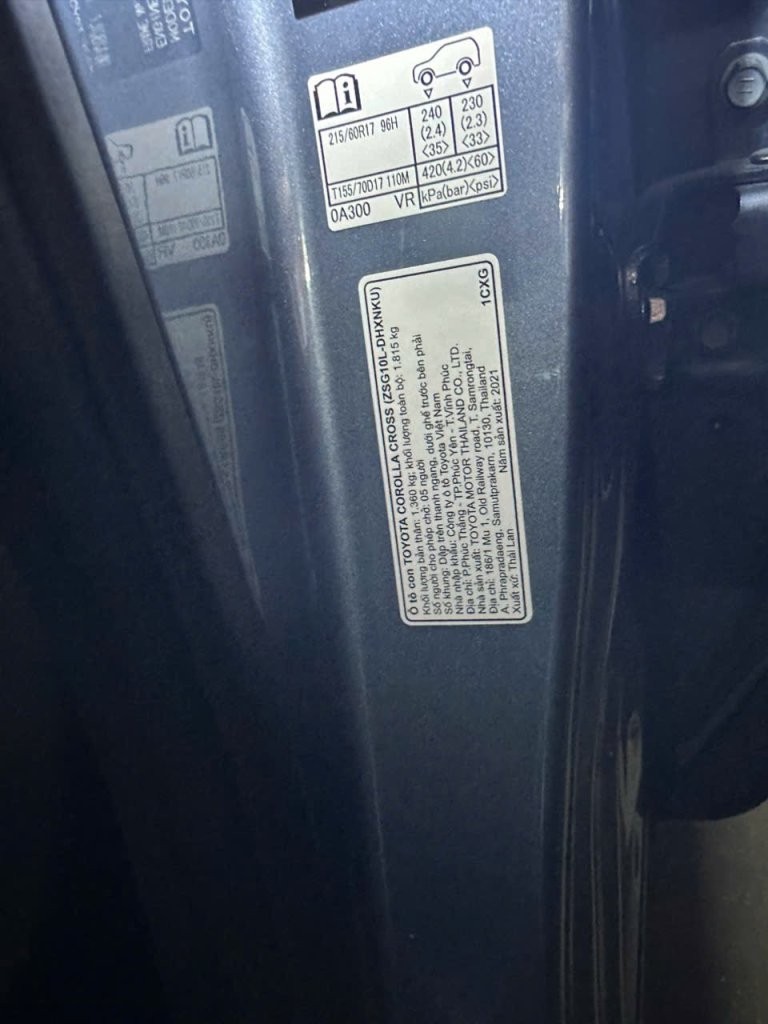 215/60R17 96H
240
(2.4)
<35>
230
(2.3)
<33>
T155/70D17 110M
420(4.2)<60>
0A300 VR
kPa(bar)<psi>
Ô tô con TOYOTA COROLLA CROSS (ZSG10L-DHXNKU)
Khối lượng bản thân: 1,360 kg; khối lượng toàn bộ: 1,815 kg
Số người cho phép chở: 05 người
Số khung: Dập trên thanh ngang, dưới ghế trước bên phải
Nhà nhập khẩu: Công ty ô tô Toyota Việt Nam
Địa chỉ: P.Phúc Thắng - TP.Phúc Yên - T.Vĩnh Phúc
Nhà sản xuất: TOYOTA MOTOR THAILAND CO., LTD.
Địa chỉ: 186/1 Mu 1, Old Railway road, T. Samrongtai,
A. Phrapradaeng, Samutprakarn, 10130, Thailand
Xuất xứ: Thái Lan Năm sản xuất: 2021
1CXG